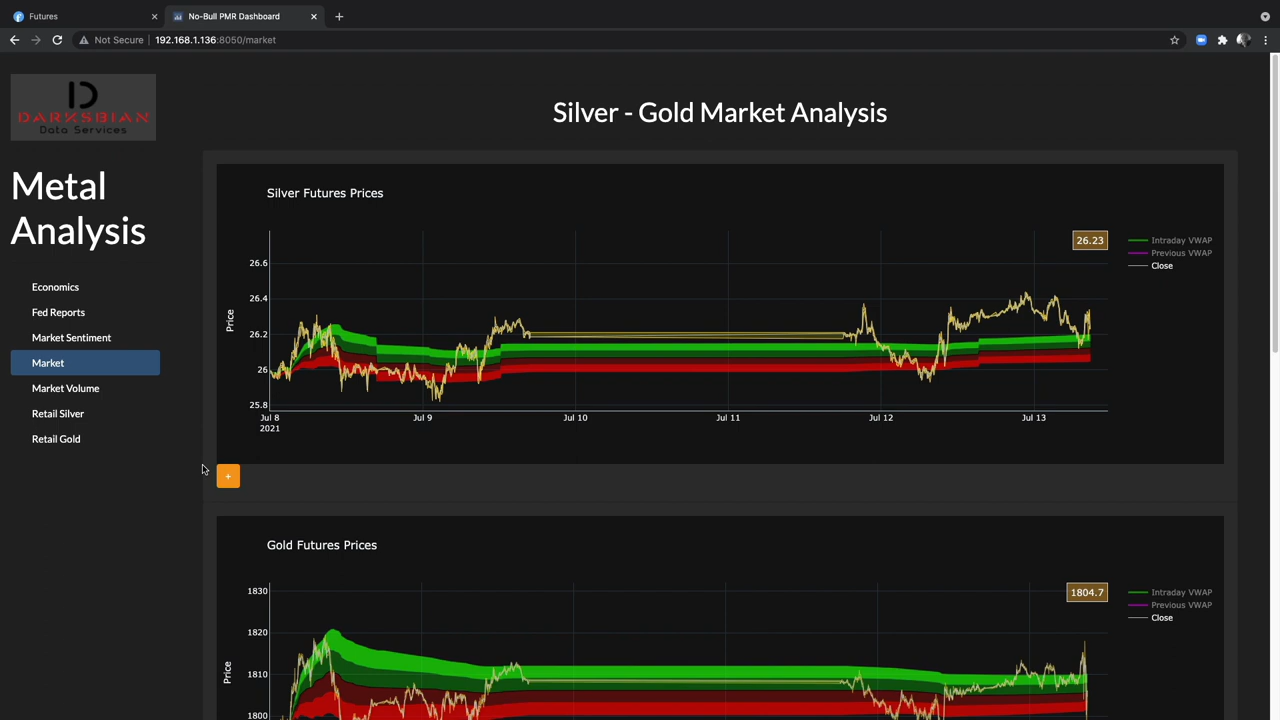 Futures
No-Bull PMR Dashboard
Not Secure
192.168.1.136:8050/market
DARXSBIAN
Data Services
Metal
Analysis
Economics
Fed Reports
Market Sentiment
Market
Market Volume
Retail Silver
Retail Gold
Silver - Gold Market Analysis
Silver Futures Prices
26.23
Intraday VWAP
Previous VWAP
Close
Price
26.6
26.4
26.2
26
25.8
Jul 8
2021
Jul 9
Jul 10
Jul 11
Jul 12
Jul 13
+
Gold Futures Prices
1804.7
Intraday VWAP
Previous VWAP
Close
Price
1830
1820
1810
1800